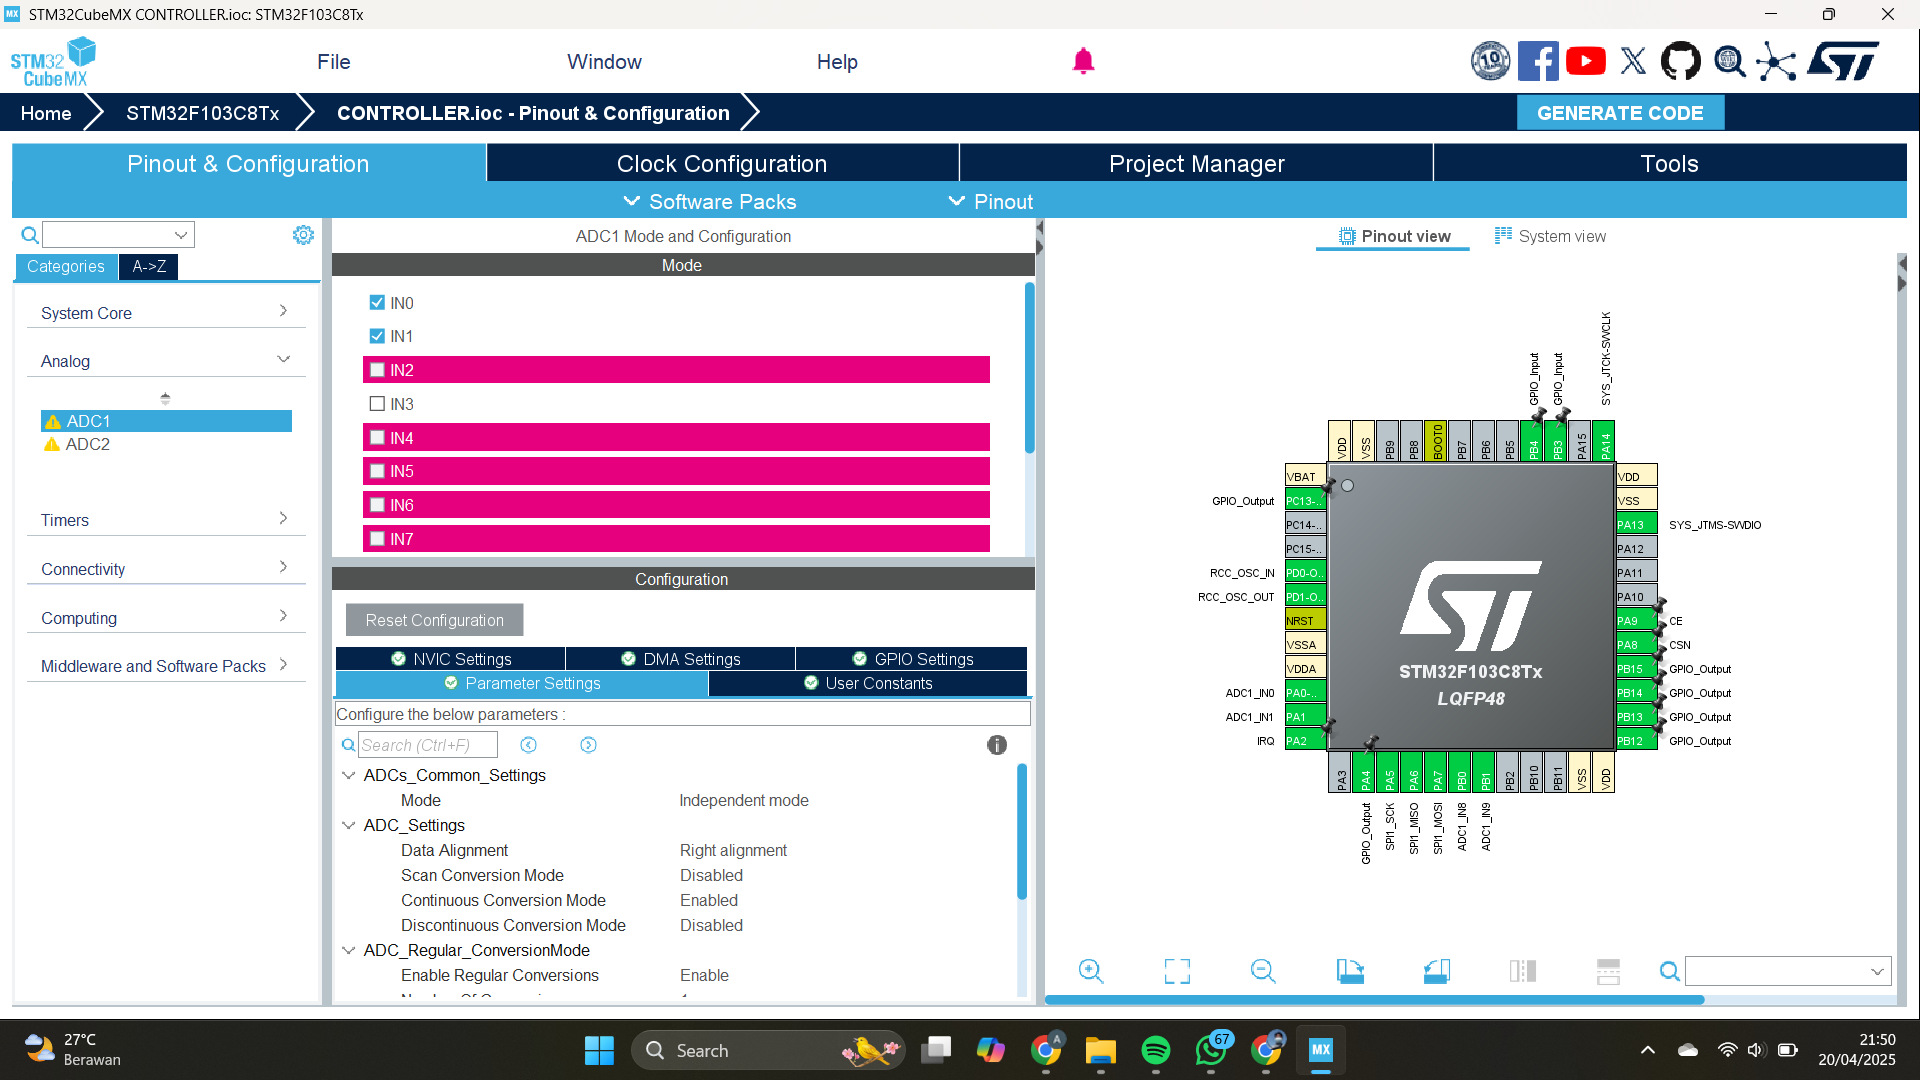 STM32CubeMX CONTROLLER.ioc: STM32F103C8Tx
STM32
CubeMX
File
Window
Help
Home
STM32F103C8Tx
CONTROLLER.ioc - Pinout & Configuration
GENERATE CODE
Pinout & Configuration
Clock Configuration
Project Manager
Tools
Software Packs
Pinout
Categories
A->Z
System Core
Analog
ADC1
ADC2
Timers
Connectivity
Computing
Middleware and Software Packs
ADC1 Mode and Configuration
Mode
IN0
IN1
IN2
IN3
IN4
IN5
IN6
IN7
Configuration
Reset Configuration
NVIC Settings
DMA Settings
GPIO Settings
Parameter Settings
User Constants
Configure the below parameters :
Search (Ctrl+F)
ADCs_Common_Settings
Mode Independent mode
ADC_Settings
Data Alignment Right alignment
Scan Conversion Mode Disabled
Continuous Conversion Mode Enabled
Discontinuous Conversion Mode Disabled
ADC_Regular_ConversionMode
Enable Regular Conversions Enable
Pinout view
System view
GPIO_Input
GPIO_Input
SYS_JTCK-SWCLK
VDD
VSS
PB9
PB8
BOOT0
PB7
PB6
PB5
PB4
PB3
PA15
PA14
VBAT
GPIO_Output PC13-..
PC14-..
PC15-..
RCC_OSC_IN PD0-O..
RCC_OSC_OUT PD1-O..
NRST
VSSA
VDDA
ADC1_IN0 PA0-..
ADC1_IN1 PA1
IRQ PA2
VDD
VSS
PA13 SYS_JTMS-SWDIO
PA12
PA11
PA10
PA9 CE
PA8 CSN
PB15 GPIO_Output
PB14 GPIO_Output
PB13 GPIO_Output
PB12 GPIO_Output
STM32F103C8Tx
LQFP48
PA3
PA4
PA5
PA6
PA7
PB0
PB1
PB2
PB10
PB11
VSS
VDD
GPIO_Output
SPI1_SCK
SPI1_MISO
SPI1_MOSI
ADC1_IN8
ADC1_IN9
27°C
Berawan
Search
67
MX
21:50
20/04/2025